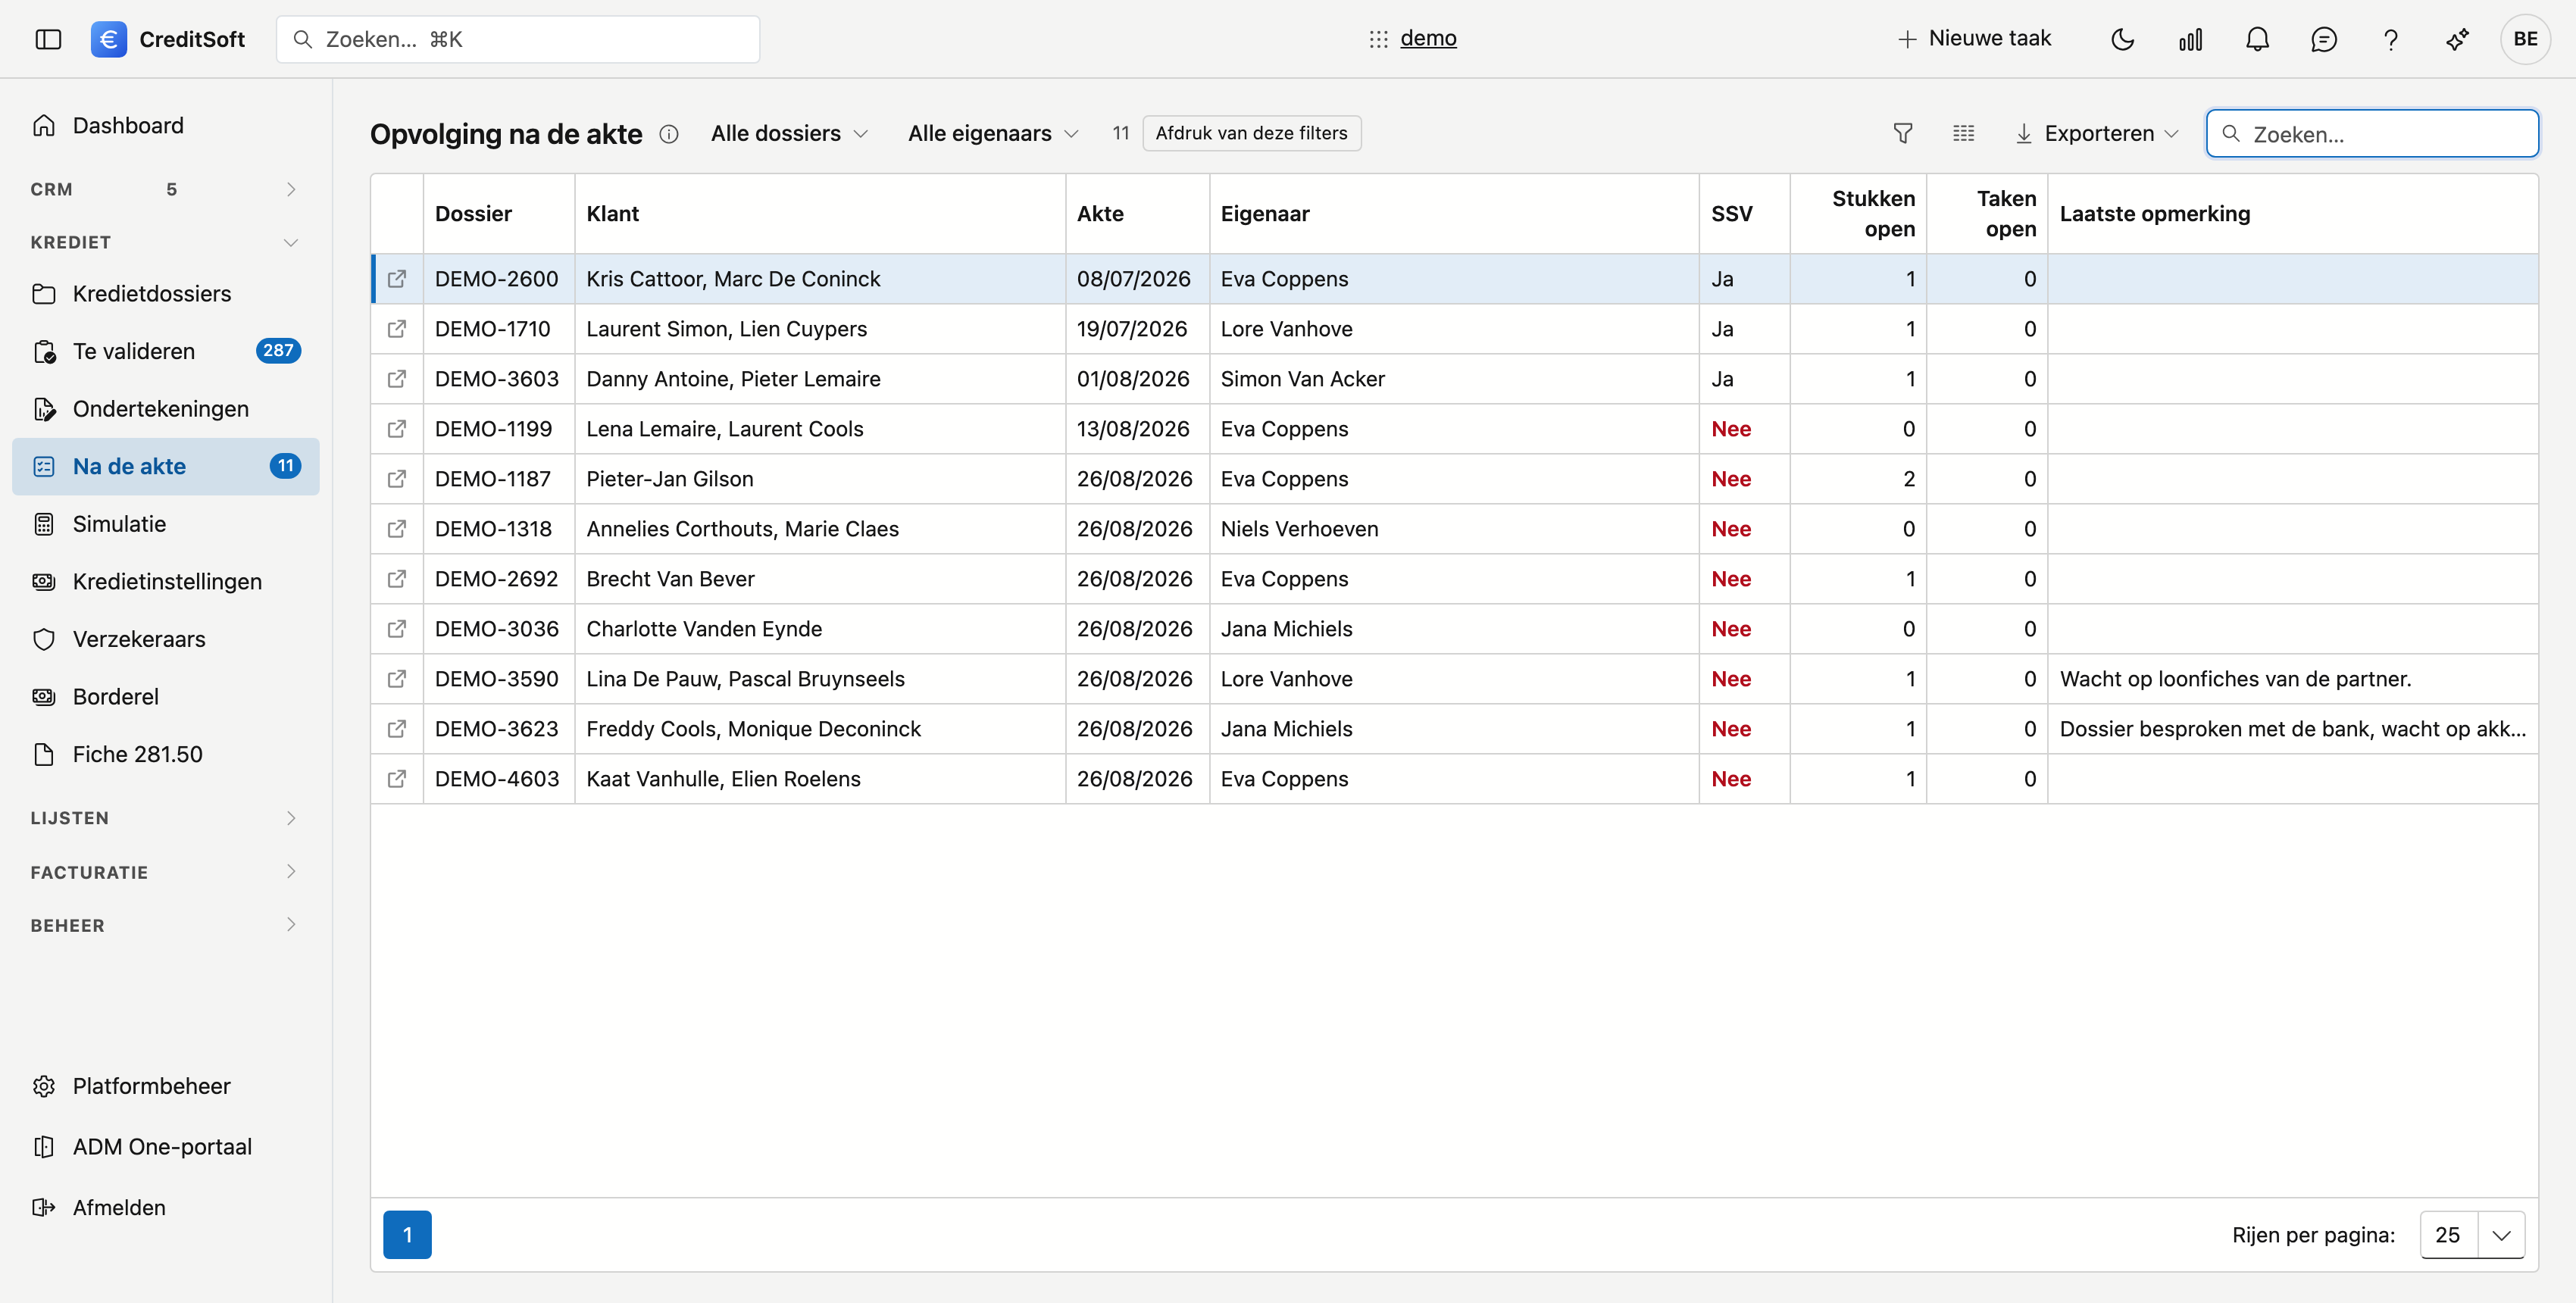 CreditSoft
Zoeken... ⌘K
demo
Nieuwe taak
BE
Dashboard
CRM 5
KREDIET
Kredietdossiers
Te valideren 287
Ondertekeningen
Na de akte 11
Simulatie
Kredietinstellingen
Verzekeraars
Borderel
Fiche 281.50
LIJSTEN
FACTURATIE
BEHEER
Platformbeheer
ADM One-portaal
Afmelden
Opvolging na de akte Alle dossiers Alle eigenaars 11 Afdruk van deze filters Exporteren Zoeken...
Dossier Klant Akte Eigenaar SSV Stukken open Taken open Laatste opmerking
DEMO-2600 Kris Cattoor, Marc De Coninck 08/07/2026 Eva Coppens Ja 1 0
DEMO-1710 Laurent Simon, Lien Cuypers 19/07/2026 Lore Vanhove Ja 1 0
DEMO-3603 Danny Antoine, Pieter Lemaire 01/08/2026 Simon Van Acker Ja 1 0
DEMO-1199 Lena Lemaire, Laurent Cools 13/08/2026 Eva Coppens Nee 0 0
DEMO-1187 Pieter-Jan Gilson 26/08/2026 Eva Coppens Nee 2 0
DEMO-1318 Annelies Corthouts, Marie Claes 26/08/2026 Niels Verhoeven Nee 0 0
DEMO-2692 Brecht Van Bever 26/08/2026 Eva Coppens Nee 1 0
DEMO-3036 Charlotte Vanden Eynde 26/08/2026 Jana Michiels Nee 0 0
DEMO-3590 Lina De Pauw, Pascal Bruynseels 26/08/2026 Lore Vanhove Nee 1 0 Wacht op loonfiches van de partner.
DEMO-3623 Freddy Cools, Monique Deconinck 26/08/2026 Jana Michiels Nee 1 0 Dossier besproken met de bank, wacht op akk...
DEMO-4603 Kaat Vanhulle, Elien Roelens 26/08/2026 Eva Coppens Nee 1 0
1
Rijen per pagina: 25